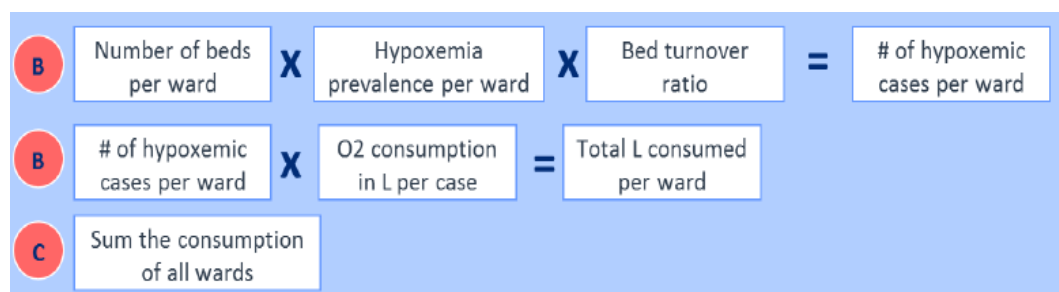 B
Number of beds
per ward
X
Hypoxemia
prevalence per ward
X
Bed turnover
ratio
=
# of hypoxemic
cases per ward
B
# of hypoxemic
cases per ward
X
O2 consumption
in L per case
=
Total L consumed
per ward
C
Sum the consumption
of all wards